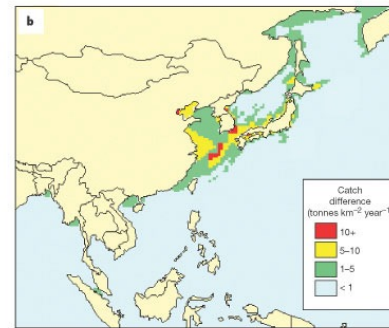 b
Catch
difference
(tonnes km⁻² year⁻¹)
10+
5–10
1–5
< 1